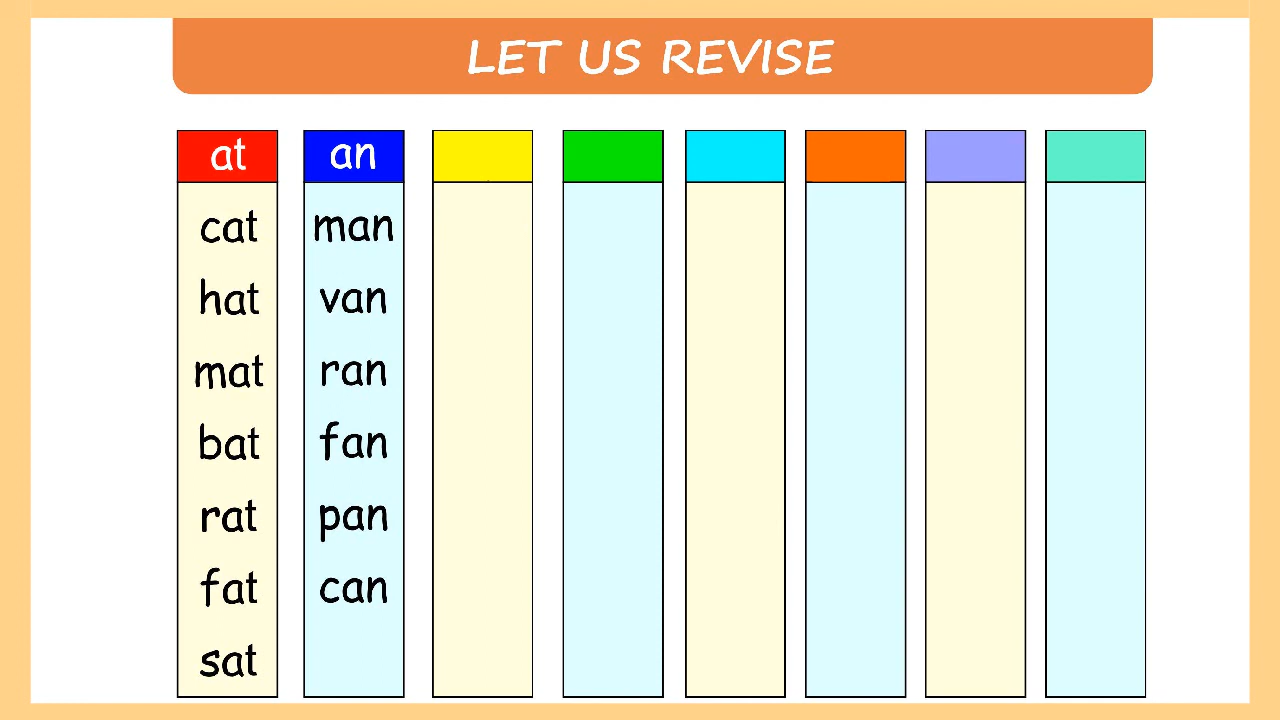 LET US REVISE
at
cat
hat
mat
bat
rat
fat
sat
an
man
van
ran
fan
pan
can